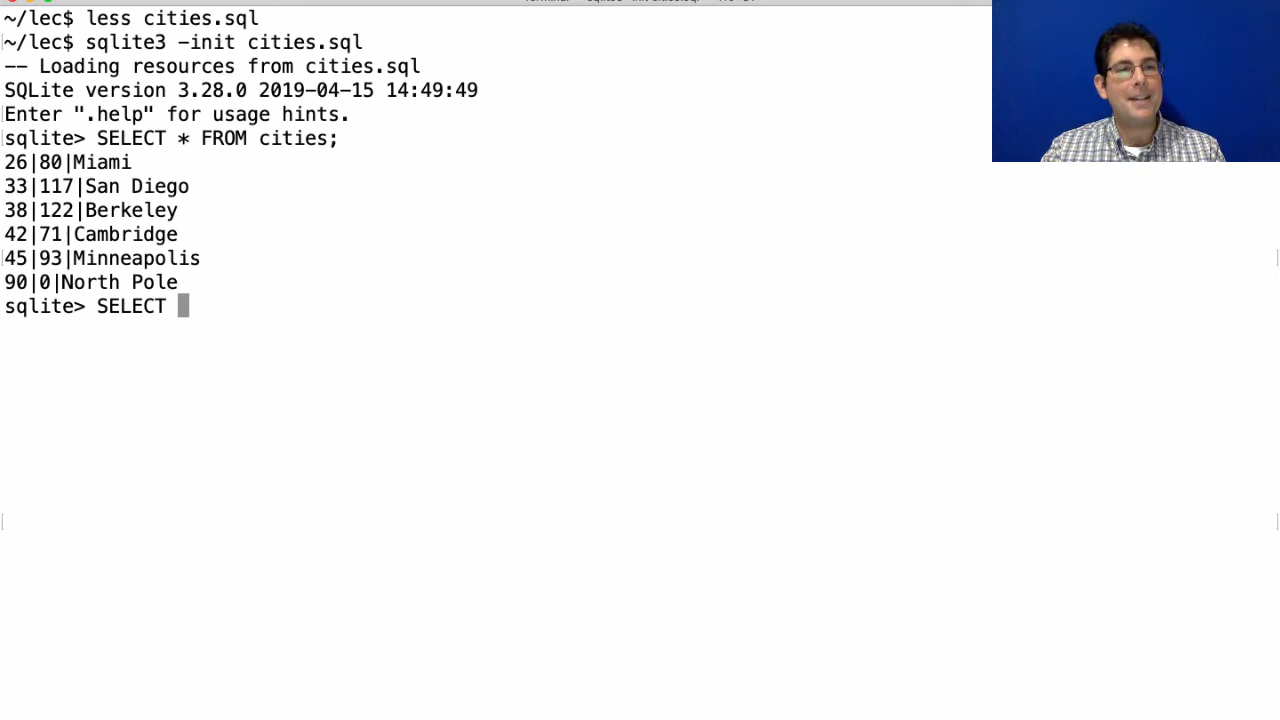 ~/lec$ less cities.sql
~/lec$ sqlite3 -init cities.sql
-- Loading resources from cities.sql
SQLite version 3.28.0 2019-04-15 14:49:49
Enter ".help" for usage hints.
sqlite> SELECT * FROM cities;
26|80|Miami
33|117|San Diego
38|122|Berkeley
42|71|Cambridge
45|93|Minneapolis
90|0|North Pole
sqlite> SELECT